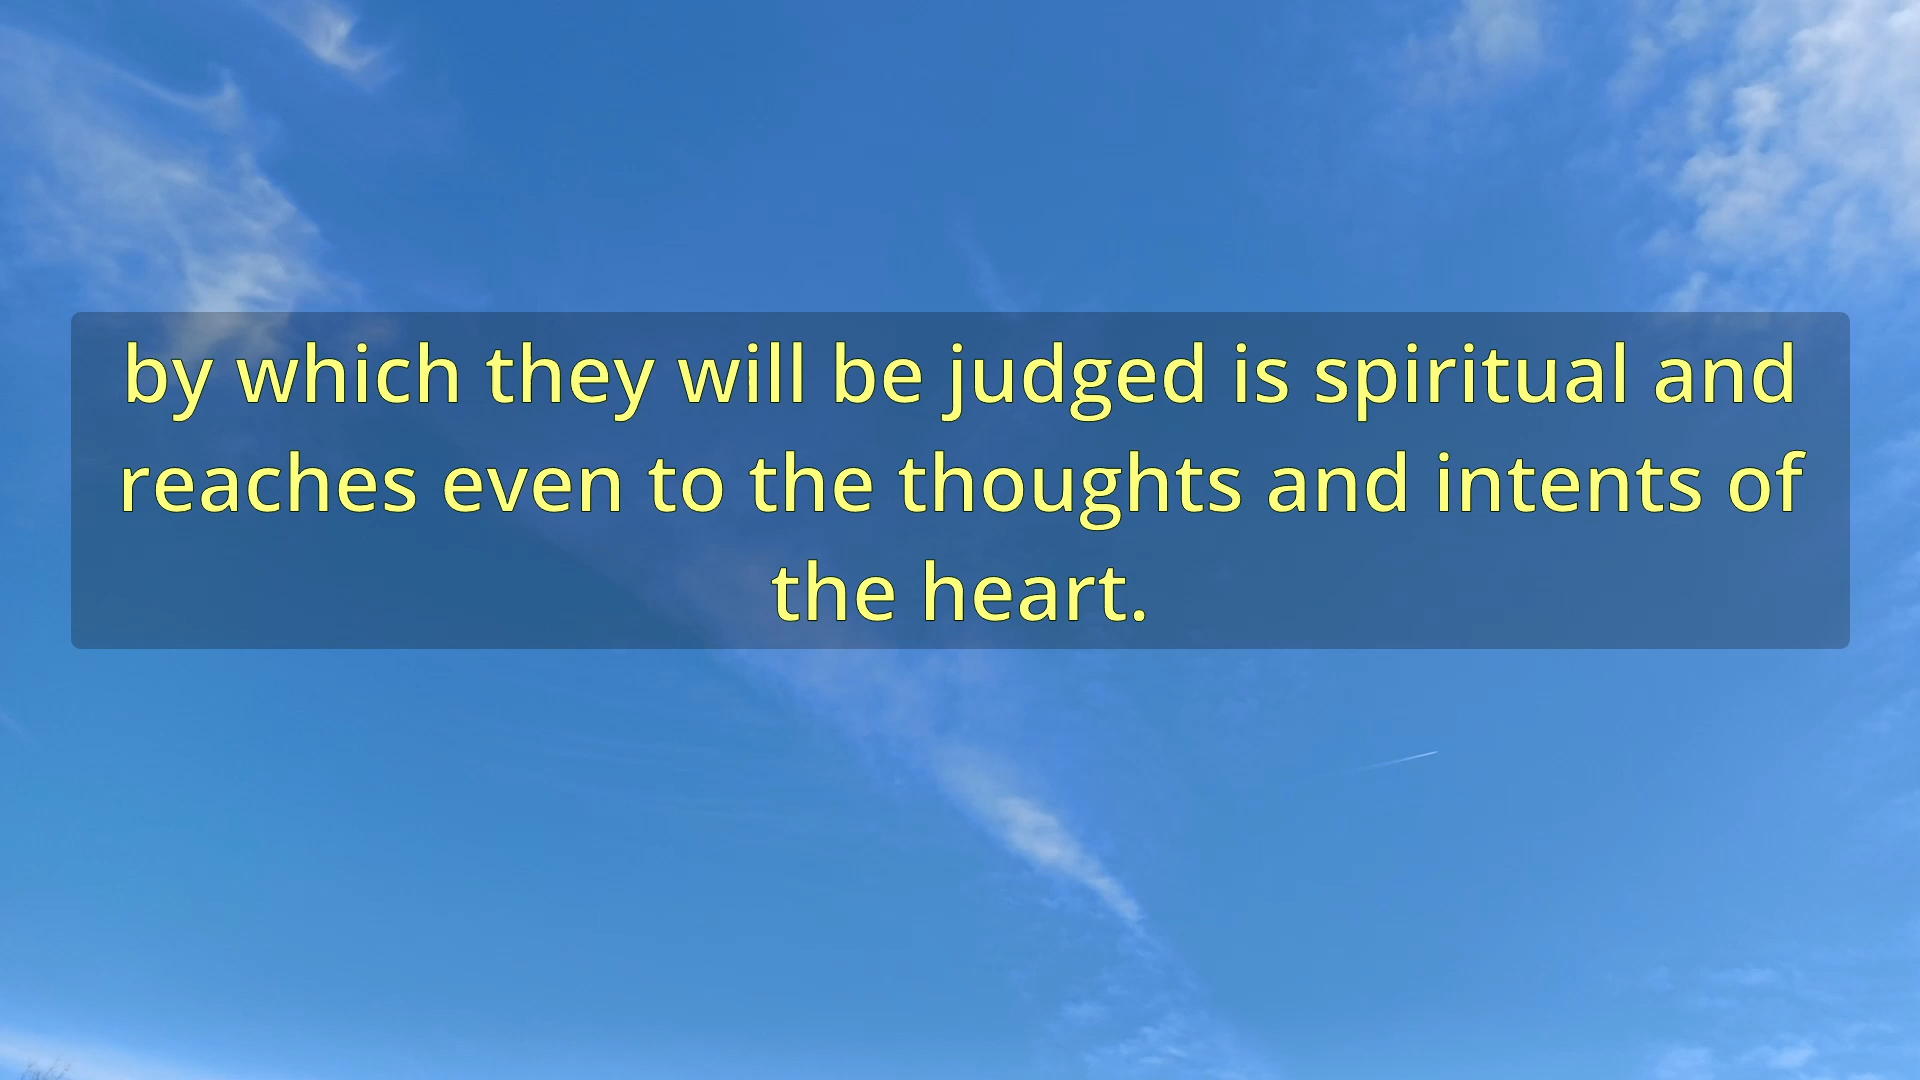 by which they will be judged is spiritual and
reaches even to the thoughts and intents of
the heart.